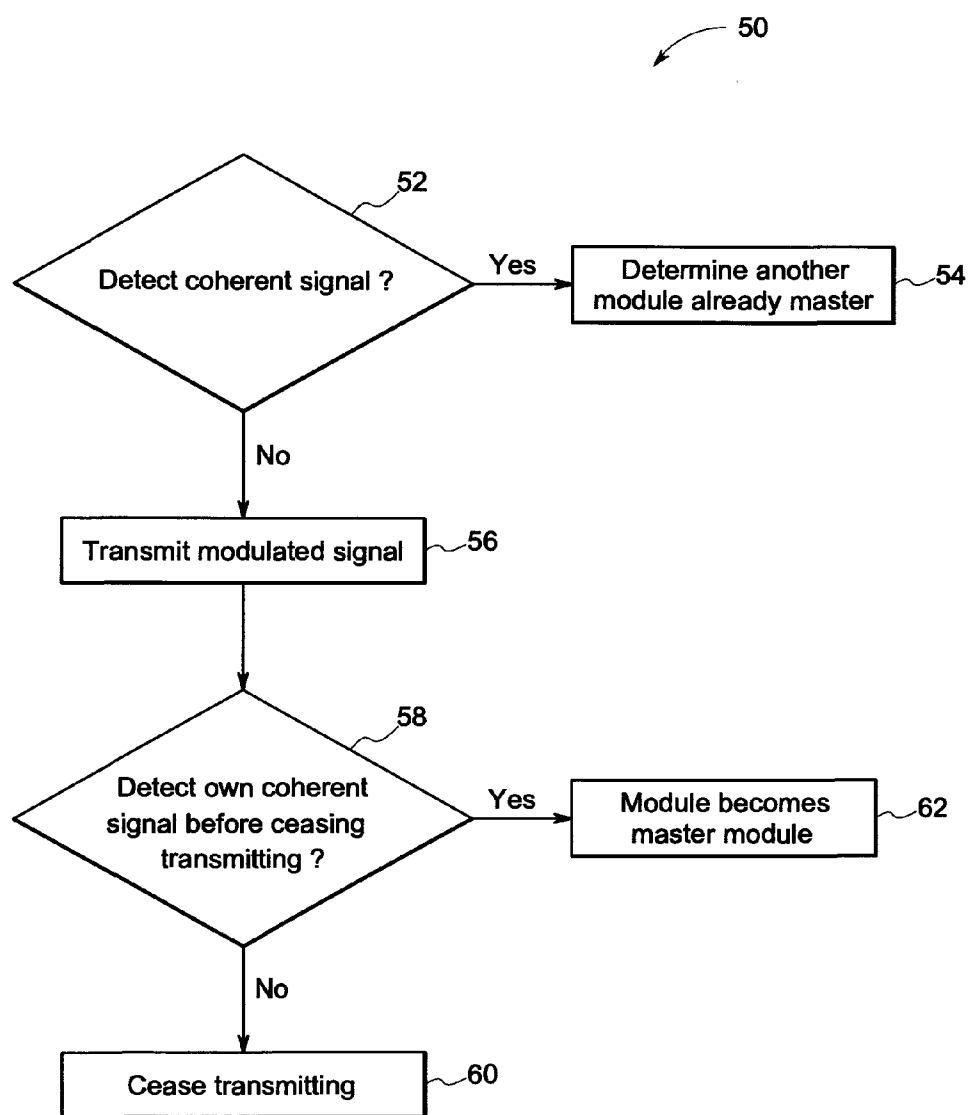 50
52
Detect coherent signal ?
Yes
Determine another
module already master
54
No
Transmit modulated signal
56
58
Detect own coherent
signal before ceasing
transmitting ?
Yes
Module becomes
master module
62
No
Cease transmitting
60